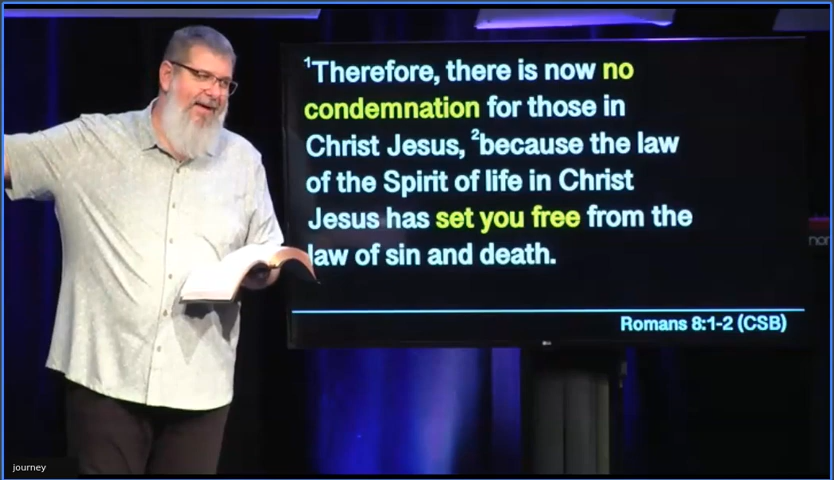 ¹Therefore, there is now no
condemnation for those in
Christ Jesus, ²because the law
of the Spirit of life in Christ
Jesus has set you free from the
law of sin and death.
Romans 8:1-2 (CSB)
journey